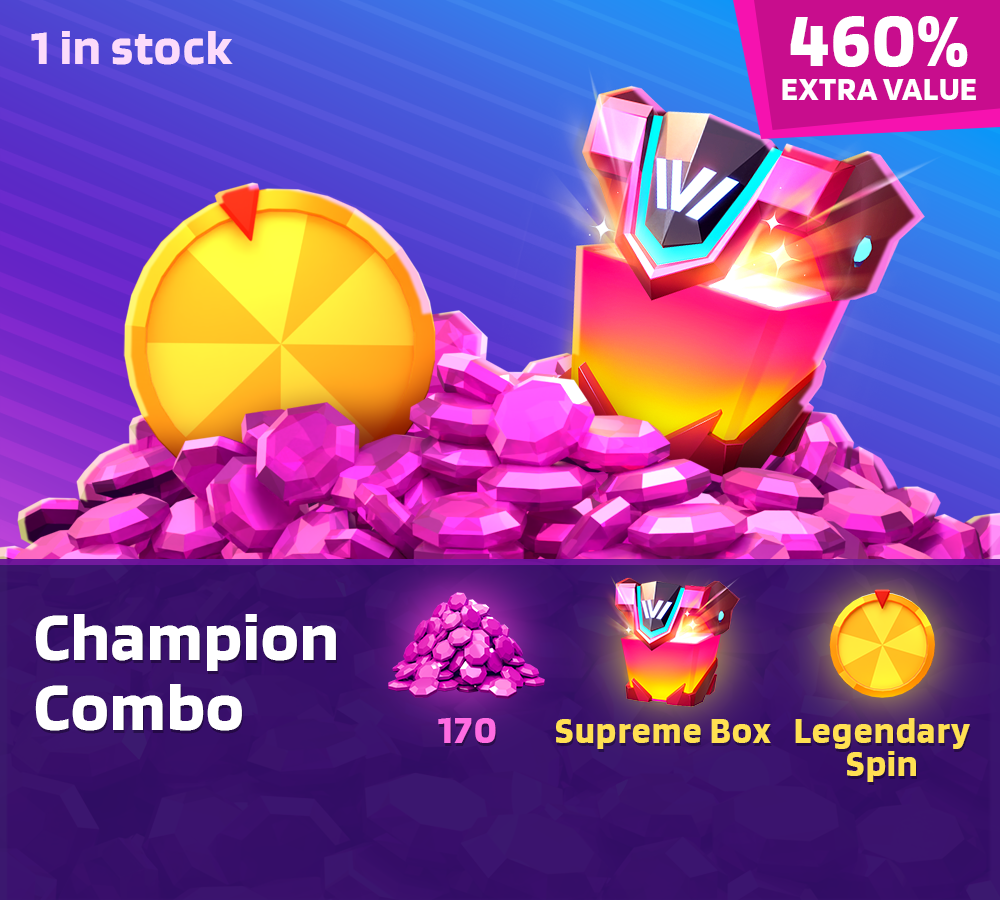 1 in stock
460%
EXTRA VALUE
Champion
Combo
170
Supreme Box
Legendary
Spin